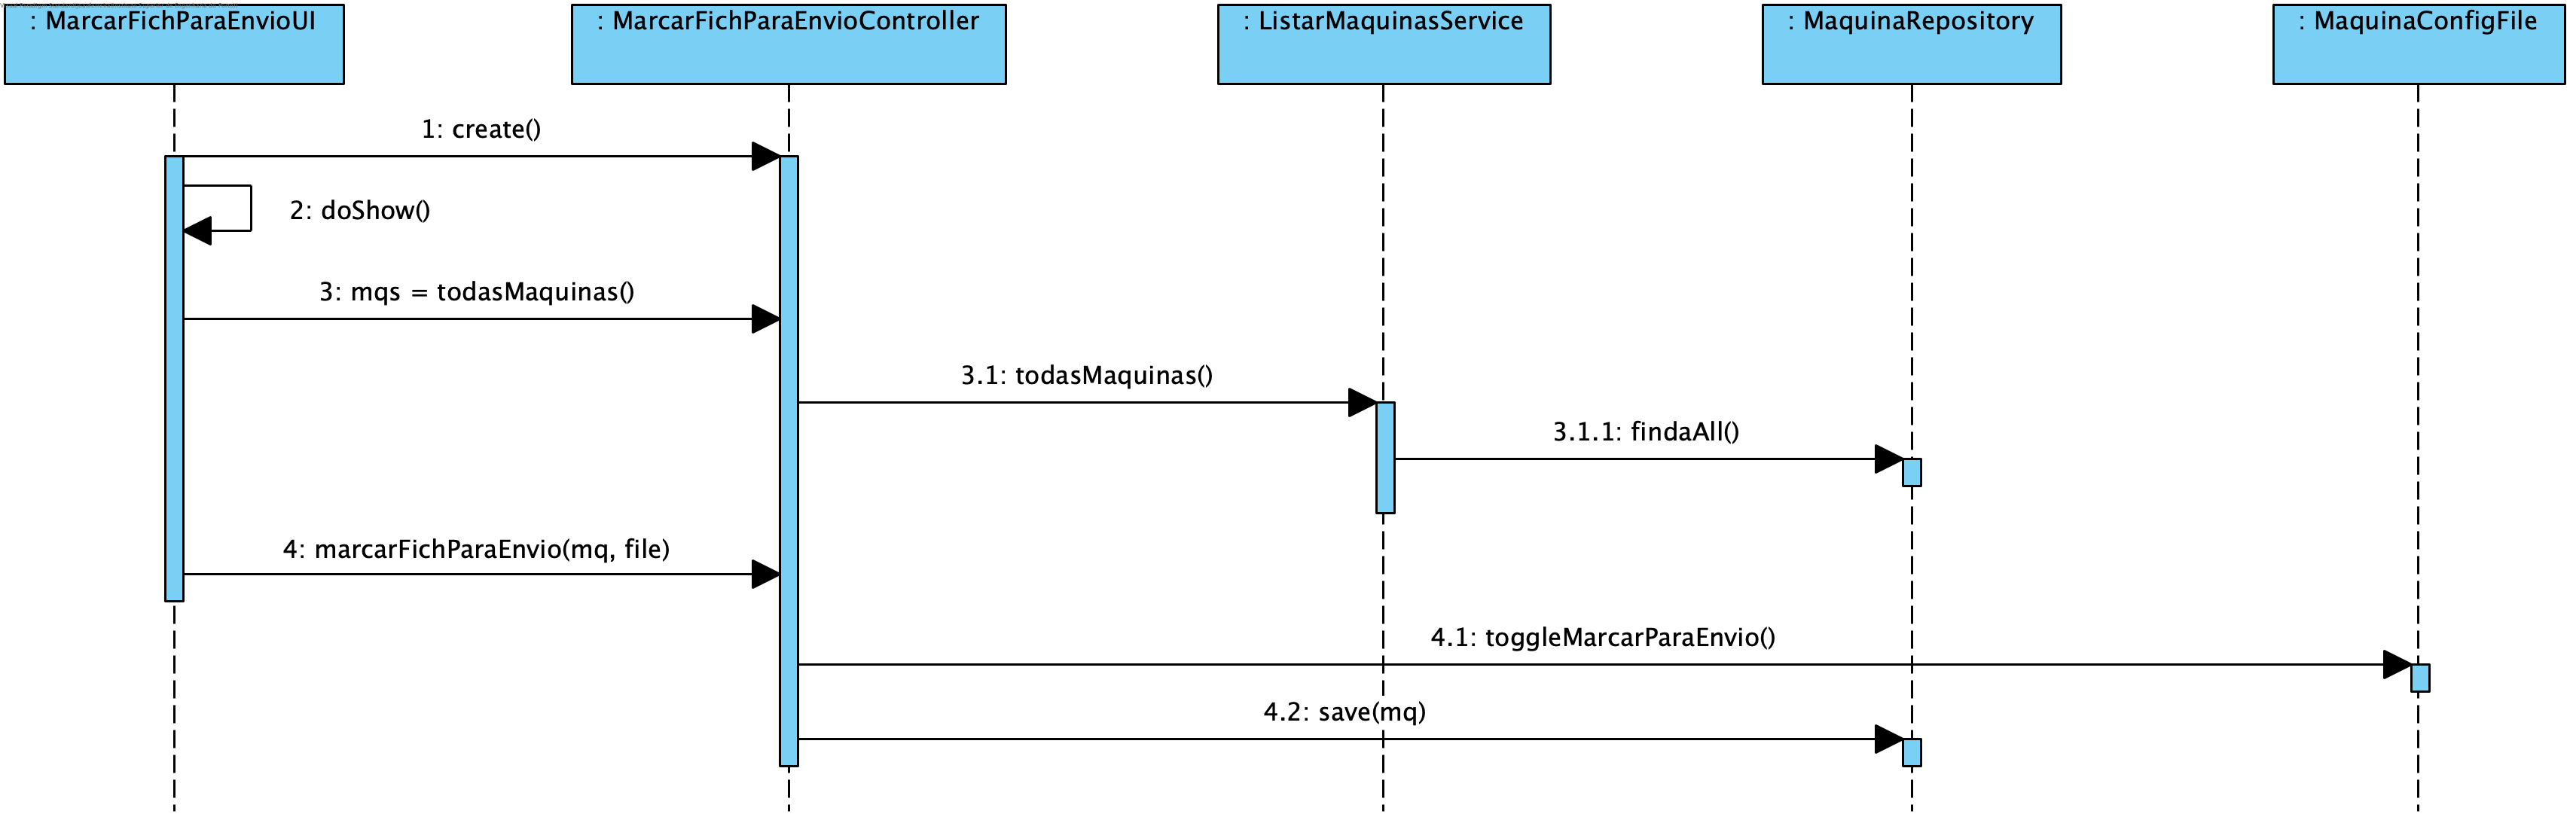 : MarcarFichParaEnvioUI
: MarcarFichParaEnvioController
: ListarMaquinasService
: MaquinaRepository
: MaquinaConfigFile
1: create()
2: doShow()
3: mqs = todasMaquinas()
3.1: todasMaquinas()
3.1.1: findaAll()
4: marcarFichParaEnvio(mq, file)
4.1: toggleMarcarParaEnvio()
4.2: save(mq)